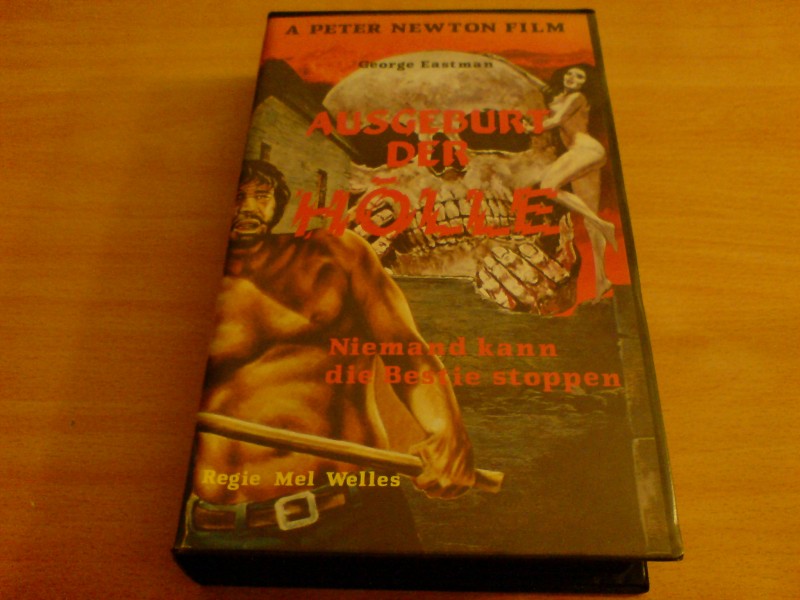 A PETER NEWTON FILM
George Eastman
AUSGEBURT
DER
HÖLLE
Niemand kann
die Bestie stoppen
Regie Mel Welles